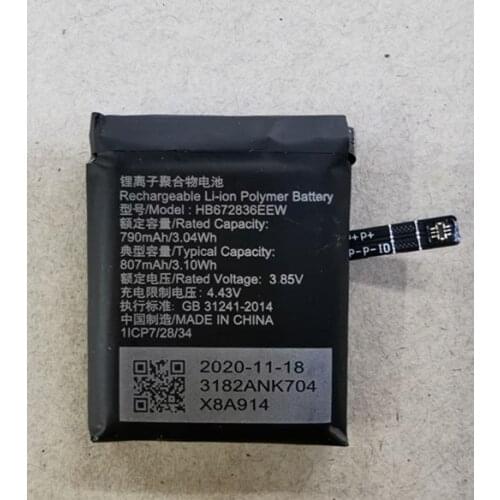 锂离子聚合物电池
Rechargeable Li-ion Polymer Battery
型号/Model : HB672836EEW
额定容量/Rated Capacity:
790mAh/3.04Wh
典型容量/Typical Capacity:
807mAh/3.10Wh
额定电压/Rated Voltage: 3.85V
充电限制电压: 4.43V
执行标准: GB 31241-2014
中国制造/MADE IN CHINA
1ICP7/28/34
2020-11-18
3182ANK704
X8A914
P+
P-P-ID